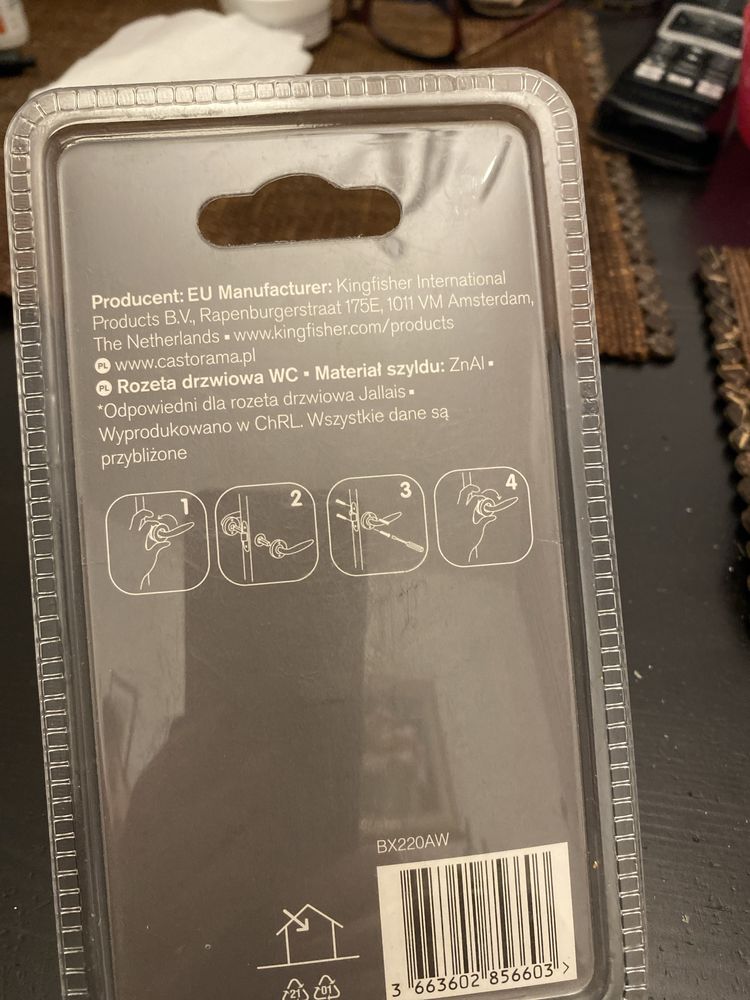 Producent: EU Manufacturer: Kingfisher International
Products B.V., Rapenburgerstraat 175E, 1011 VM Amsterdam,
The Netherlands ▪ www.kingfisher.com/products
PL www.castorama.pl
PL Rozeta drzwiowa WC ▪ Materiał szyldu: ZnAl ▪
*Odpowiedni dla rozeta drzwiowa Jallais ▪
Wyprodukowano w ChRL. Wszystkie dane są
przybliżone
1 2 3 4
BX220AW
3 663602 856603 >
21 01